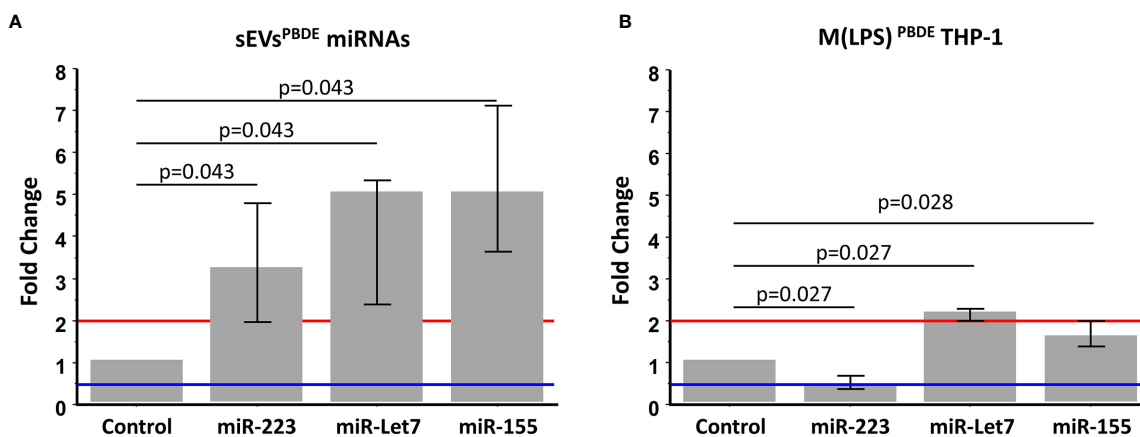 A
sEVsPBDE miRNAs
Fold Change
8
7
6
5
4
3
2
1
0
p=0.043
p=0.043
p=0.043
Control
miR-223
miR-Let7
miR-155
B
M(LPS) PBDE THP-1
Fold Change
8
7
6
5
4
3
2
1
0
p=0.028
p=0.027
p=0.027
Control
miR-223
miR-Let7
miR-155